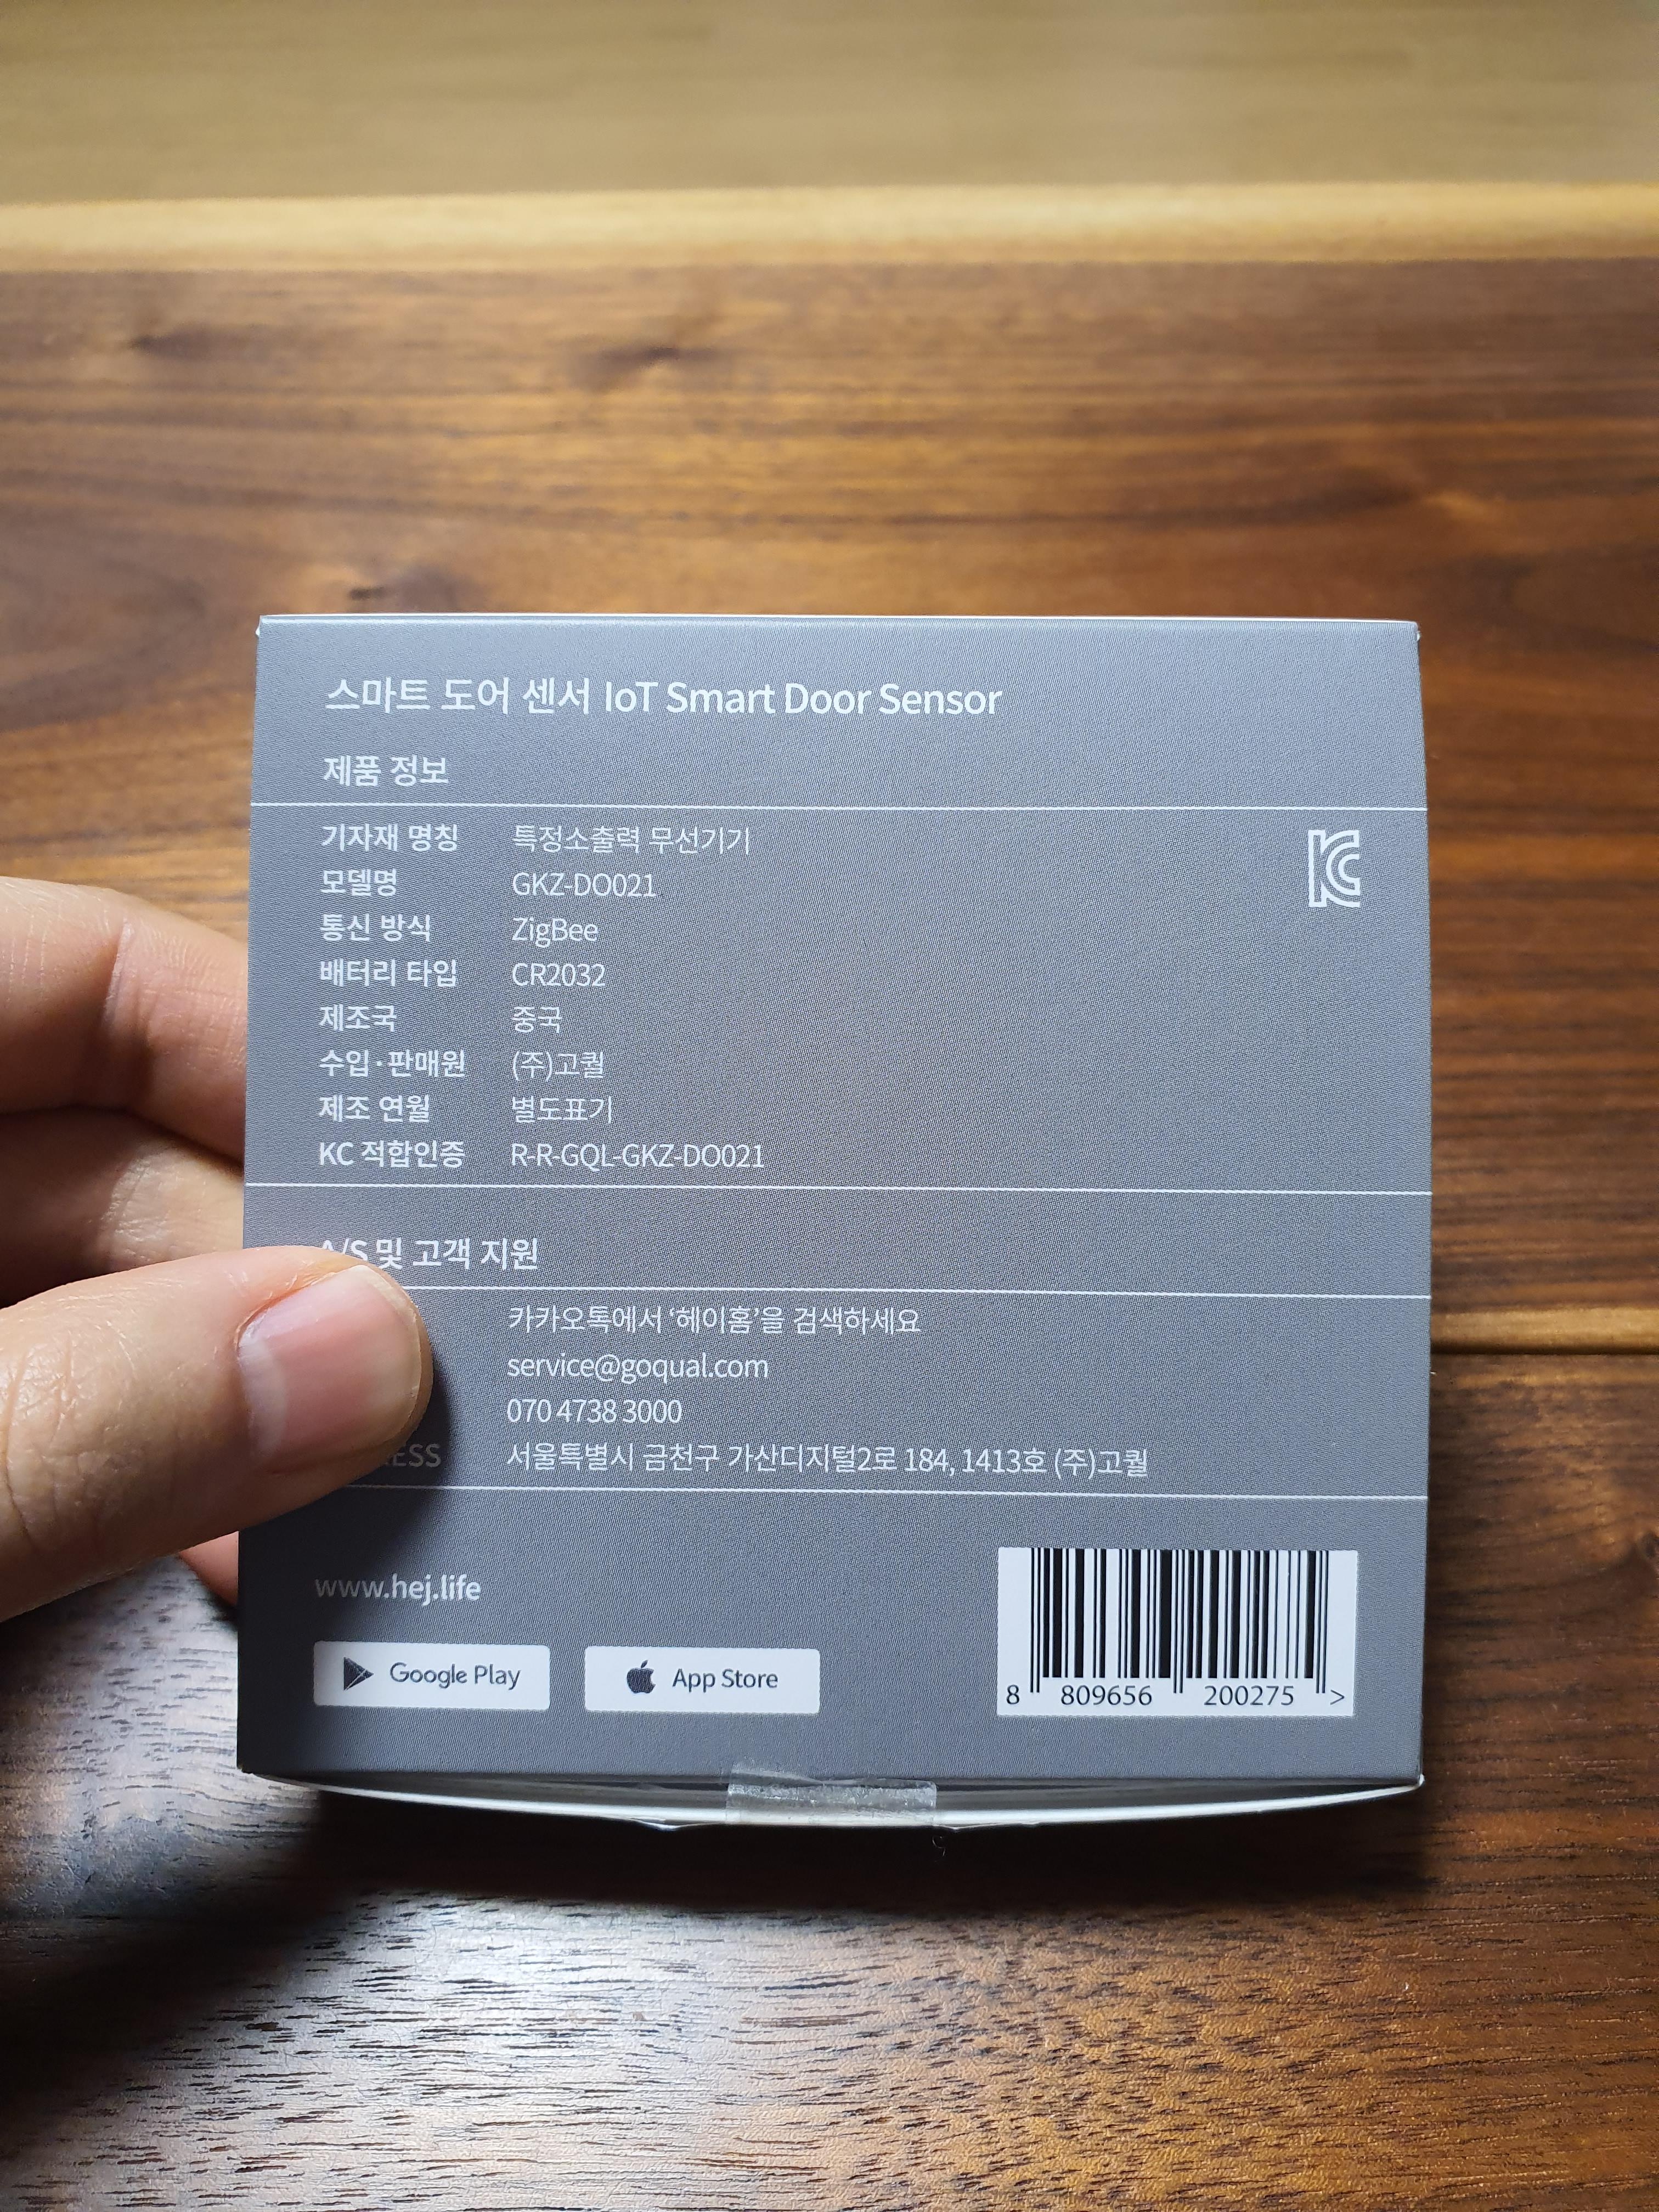 스마트 도어 센서 IoT Smart Door Sensor
제품 정보
기자재 명칭 특정소출력 무선기기
모델명 GKZ-DO021
통신 방식 ZigBee
배터리 타입 CR2032
제조국 중국
수입·판매원 (주)고퀄
제조 연월 별도표기
KC 적합인증 R-R-GQL-GKZ-DO021
KC
A/S 및 고객 지원
카카오톡에서 ‘헤이홈’을 검색하세요
service@goqual.com
070 4738 3000
서울특별시 금천구 가산디지털2로 184, 1413호 (주)고퀄
www.hej.life
Google Play App Store
8 809656 200275 >